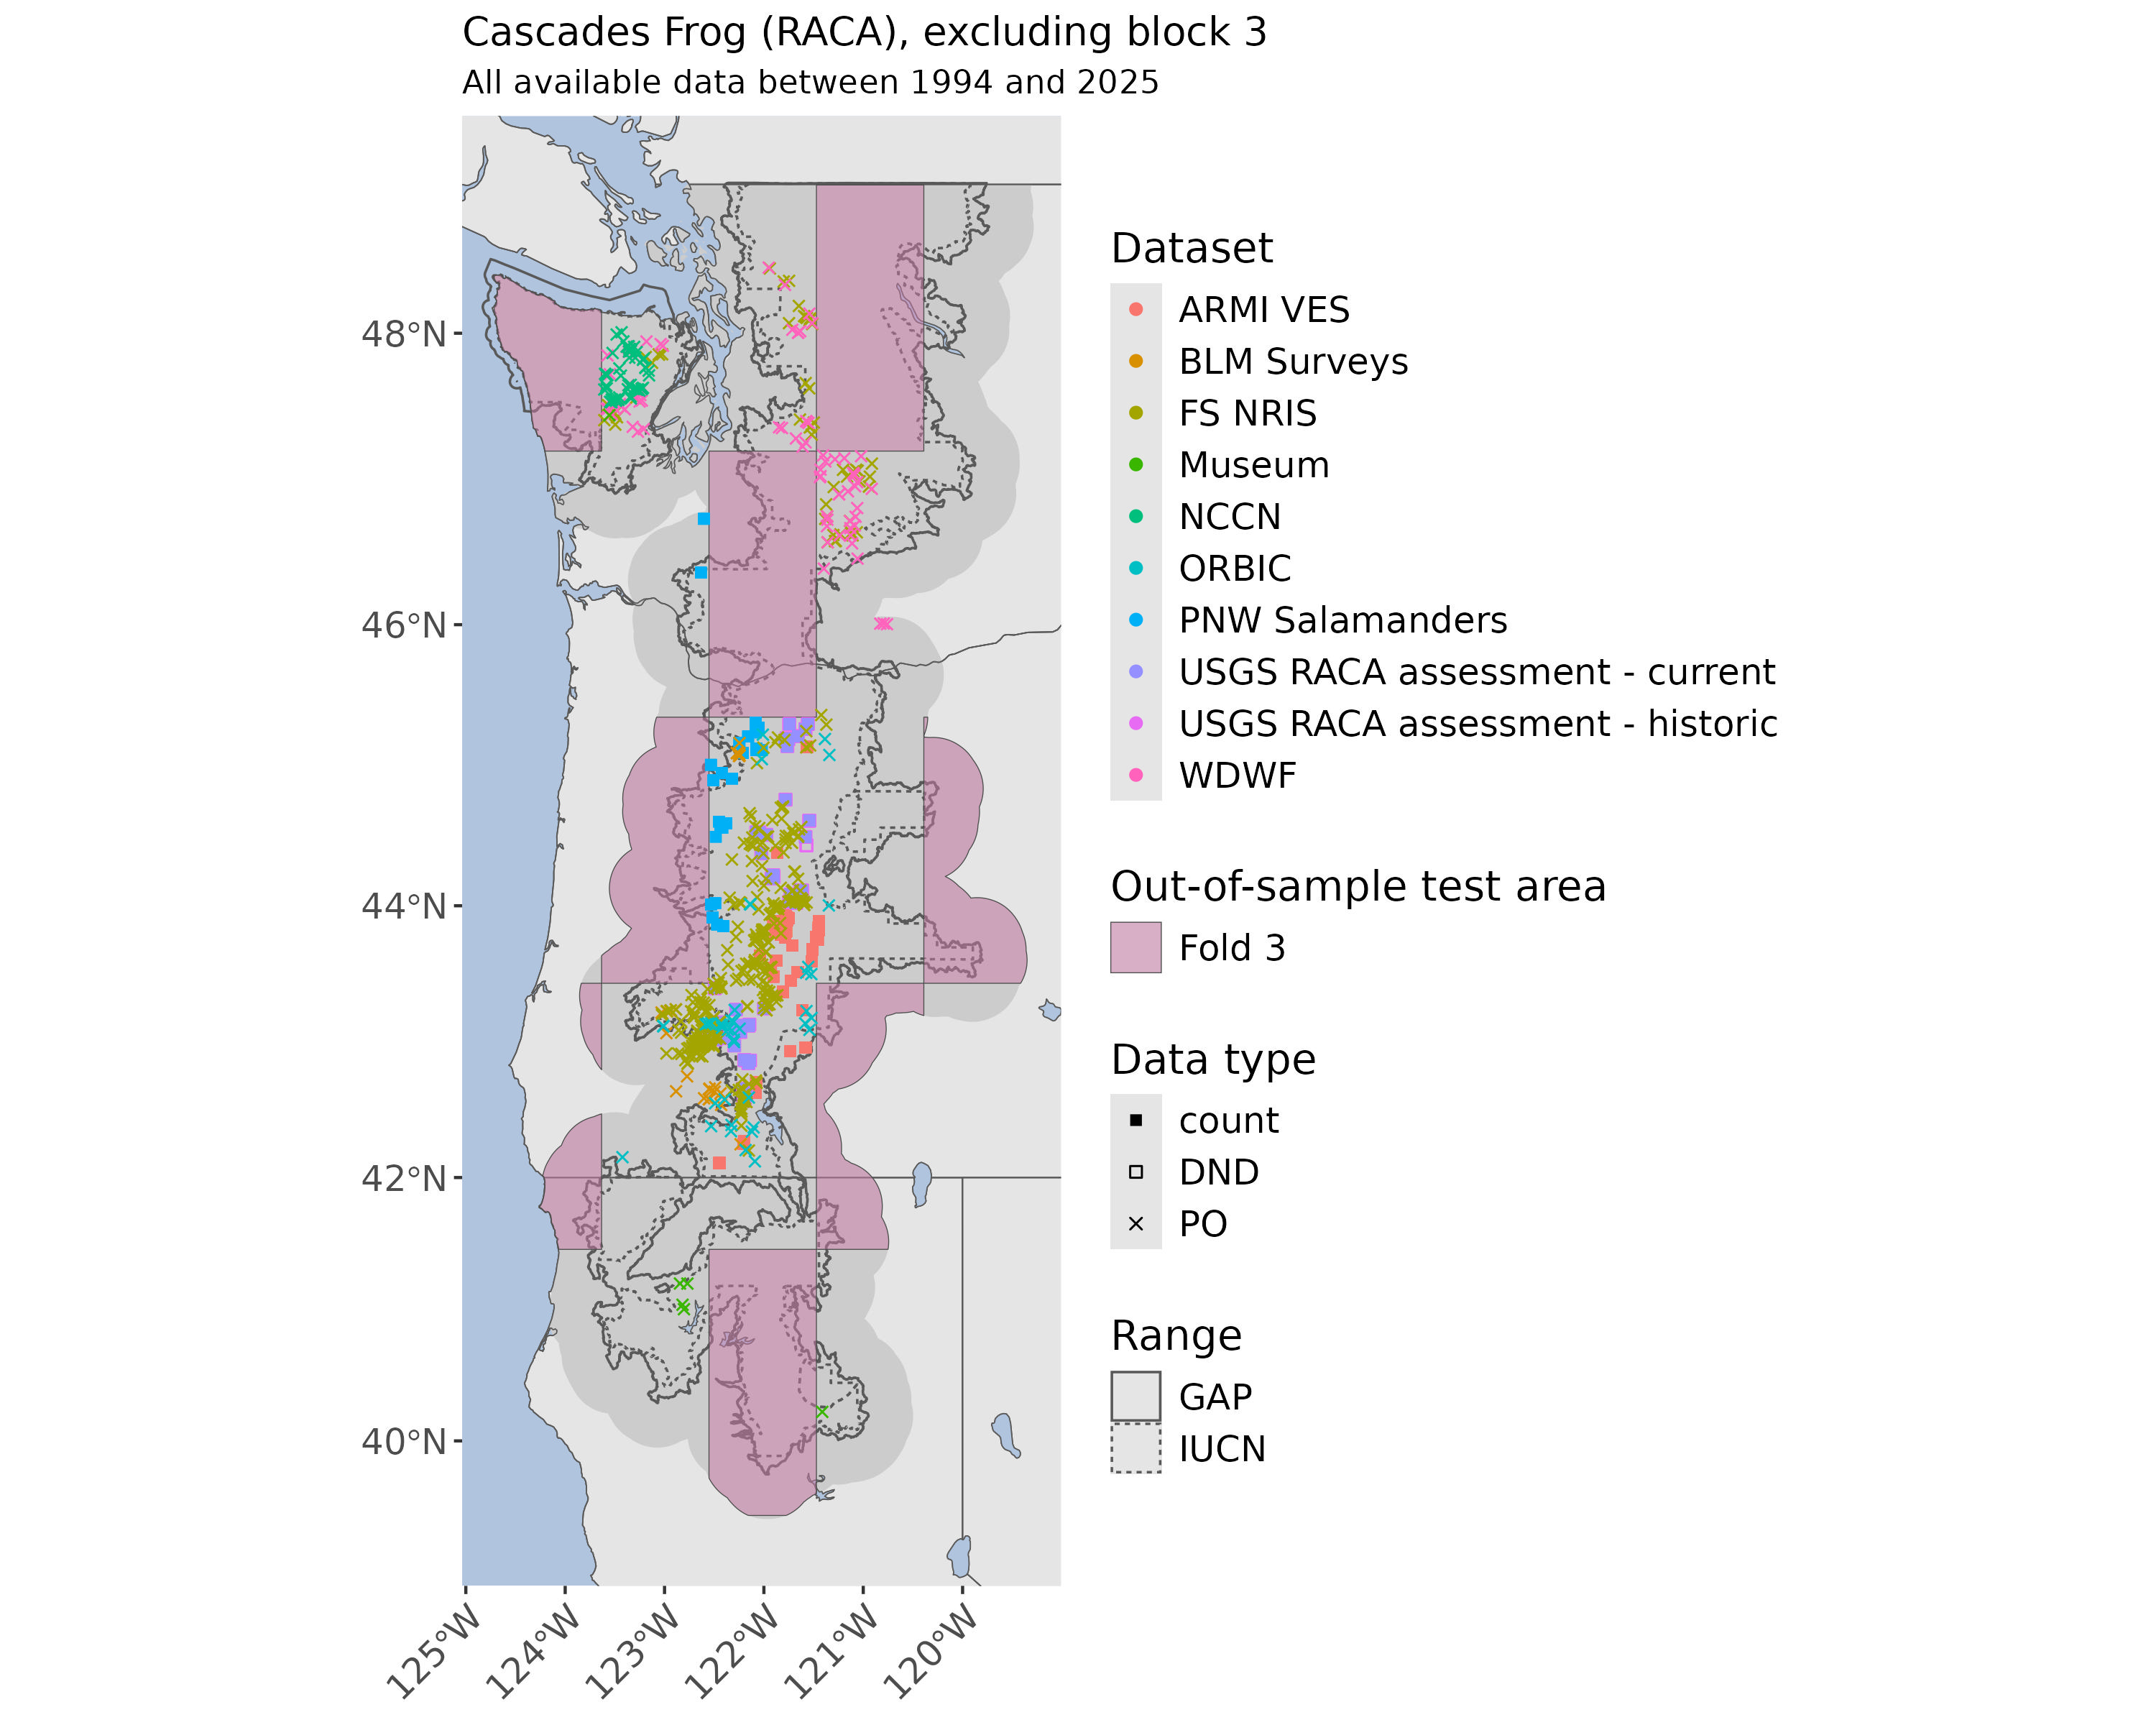 Cascades Frog (RACA), excluding block 3
All available data between 1994 and 2025
48°N
46°N
44°N
42°N
40°N
125°W
124°W
123°W
122°W
121°W
120°W
Dataset
ARMI VES
BLM Surveys
FS NRIS
Museum
NCCN
ORBIC
PNW Salamanders
USGS RACA assessment - current
USGS RACA assessment - historic
WDWF
Out-of-sample test area
Fold 3
Data type
count
DND
PO
Range
GAP
IUCN